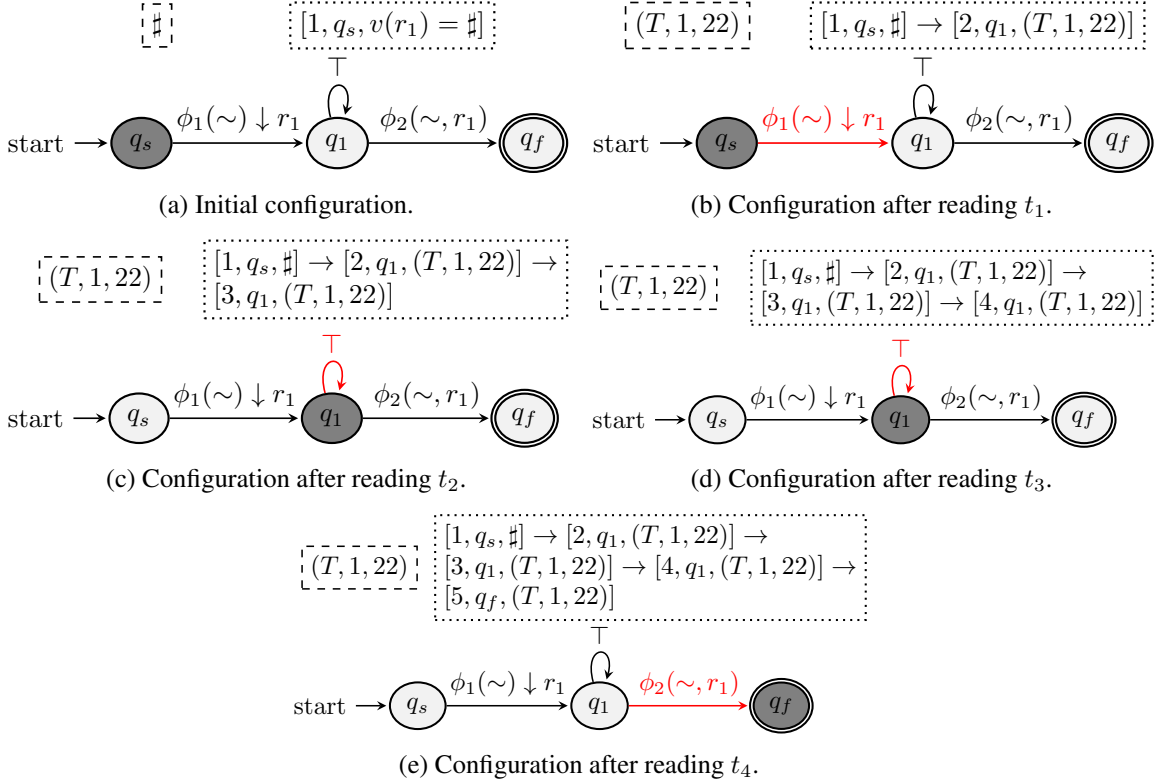 ♯
[1, q_s, v(r_1) = ♯]
⊤
start q_s ϕ_1(∼) ↓ r_1 q_1 ϕ_2(∼, r_1) q_f
(a) Initial configuration.
(T, 1, 22)
[1, q_s, ♯] → [2, q_1, (T, 1, 22)]
⊤
start q_s ϕ_1(∼) ↓ r_1 q_1 ϕ_2(∼, r_1) q_f
(b) Configuration after reading t_1.
(T, 1, 22)
[1, q_s, ♯] → [2, q_1, (T, 1, 22)] →
[3, q_1, (T, 1, 22)]
⊤
start q_s ϕ_1(∼) ↓ r_1 q_1 ϕ_2(∼, r_1) q_f
(c) Configuration after reading t_2.
(T, 1, 22)
[1, q_s, ♯] → [2, q_1, (T, 1, 22)] →
[3, q_1, (T, 1, 22)] → [4, q_1, (T, 1, 22)]
⊤
start q_s ϕ_1(∼) ↓ r_1 q_1 ϕ_2(∼, r_1) q_f
(d) Configuration after reading t_3.
(T, 1, 22)
[1, q_s, ♯] → [2, q_1, (T, 1, 22)] →
[3, q_1, (T, 1, 22)] → [4, q_1, (T, 1, 22)] →
[5, q_f, (T, 1, 22)]
⊤
start q_s ϕ_1(∼) ↓ r_1 q_1 ϕ_2(∼, r_1) q_f
(e) Configuration after reading t_4.